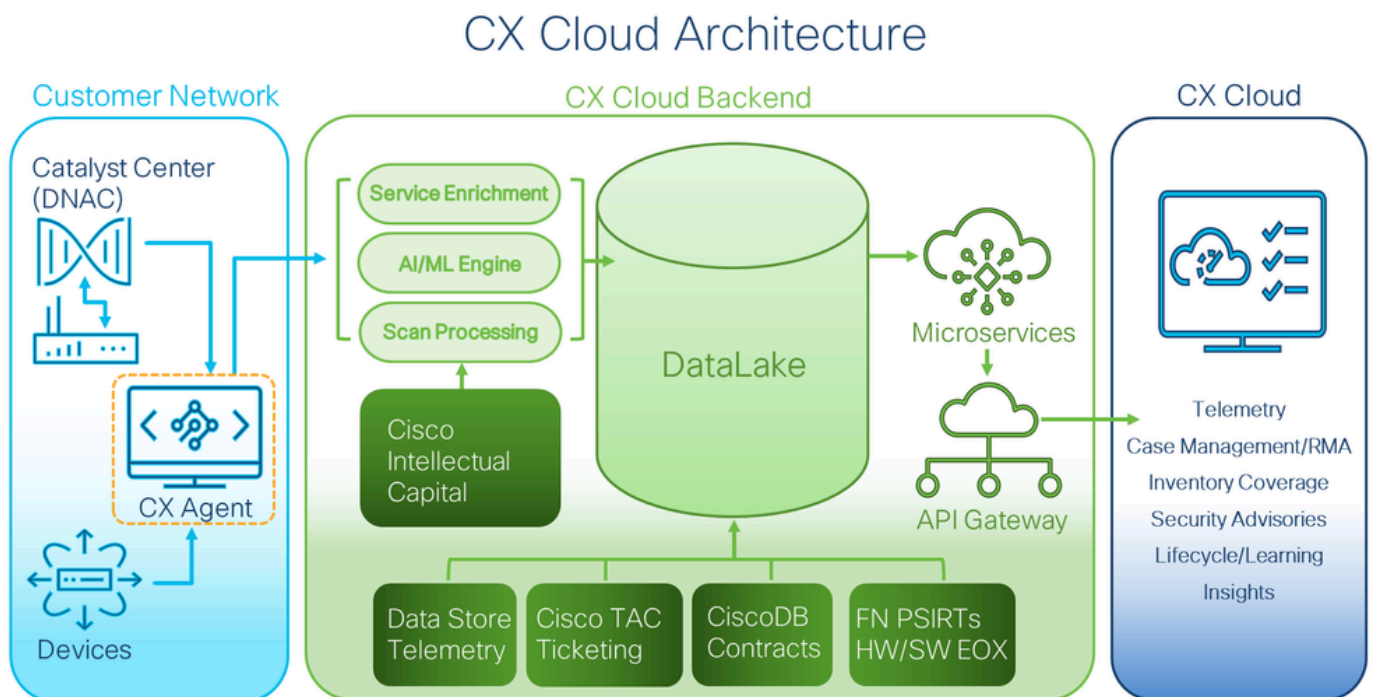 CX Cloud Architecture
Customer Network
Catalyst Center
(DNAC)
CX Agent
Devices
CX Cloud Backend
Service Enrichment
AI/ML Engine
Scan Processing
Cisco
Intellectual
Capital
DataLake
Microservices
API Gateway
Data Store
Telemetry
Cisco TAC
Ticketing
CiscoDB
Contracts
FN PSIRTs
HW/SW EOX
CX Cloud
Telemetry
Case Management/RMA
Inventory Coverage
Security Advisories
Lifecycle/Learning
Insights